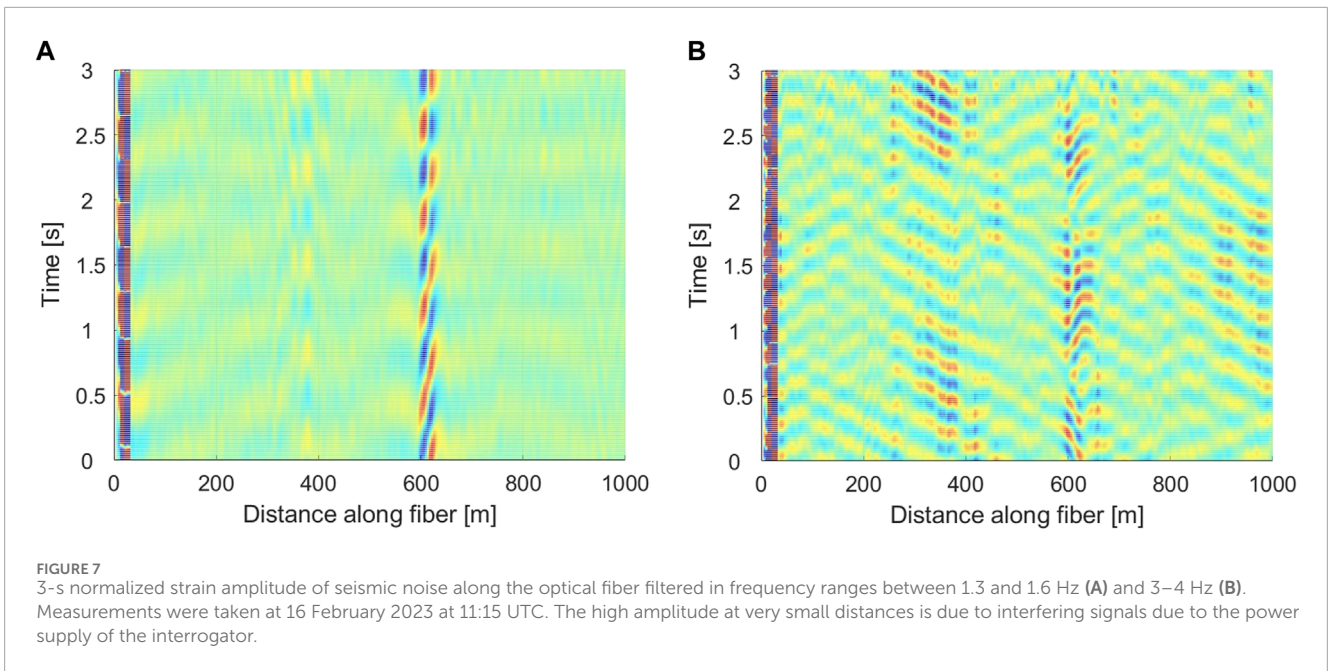 A
B
3
2.5
2
1.5
1
0.5
0
Time [s]
0 200 400 600 800 1000
Distance along fiber [m]
3
2.5
2
1.5
1
0.5
0
Time [s]
0 200 400 600 800 1000
Distance along fiber [m]
FIGURE 7
3-s normalized strain amplitude of seismic noise along the optical fiber filtered in frequency ranges between 1.3 and 1.6 Hz (A) and 3–4 Hz (B).
Measurements were taken at 16 February 2023 at 11:15 UTC. The high amplitude at very small distances is due to interfering signals due to the power
supply of the interrogator.